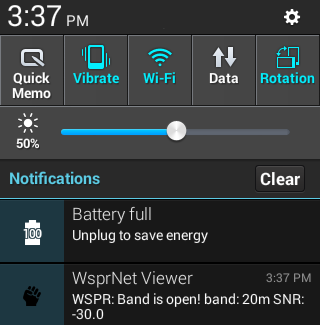 3:37 PM
Quick Memo
Vibrate
Wi-Fi
Data
Rotation
50%
Notifications
Clear
100
Battery full
Unplug to save energy
WsprNet Viewer
3:37 PM
WSPR: Band is open! band: 20m SNR:
-30.0